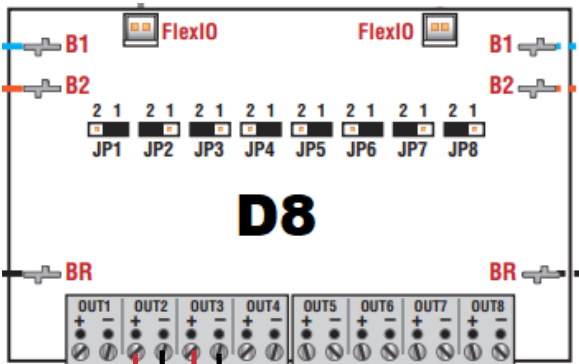 FlexIO FlexIO
B1 B1
B2 B2
2 1 2 1 2 1 2 1 2 1 2 1 2 1 2 1
JP1 JP2 JP3 JP4 JP5 JP6 JP7 JP8
D8
BR BR
OUT1 OUT2 OUT3 OUT4 OUT5 OUT6 OUT7 OUT8
+ − + − + − + − + − + − + − + −